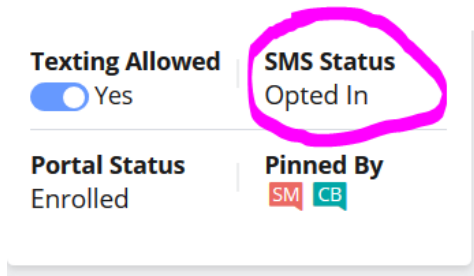 Texting Allowed
Yes
SMS Status
Opted In
Portal Status
Enrolled
Pinned By
SM CB